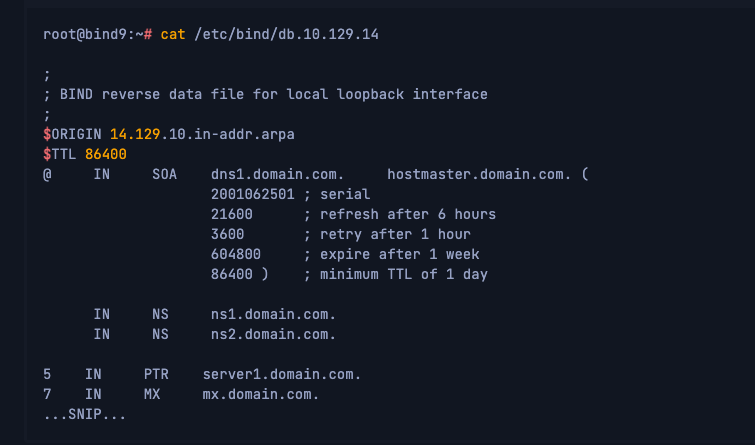 root@bind9:~# cat /etc/bind/db.10.129.14
;
; BIND reverse data file for local loopback interface
;
$ORIGIN 14.129.10.in-addr.arpa
$TTL 86400
@     IN     SOA    dns1.domain.com.     hostmaster.domain.com. (
                    2001062501 ; serial
                    21600      ; refresh after 6 hours
                    3600       ; retry after 1 hour
                    604800     ; expire after 1 week
                    86400 )    ; minimum TTL of 1 day
      IN     NS     ns1.domain.com.
      IN     NS     ns2.domain.com.
5    IN     PTR    server1.domain.com.
7    IN     MX     mx.domain.com.
...SNIP...